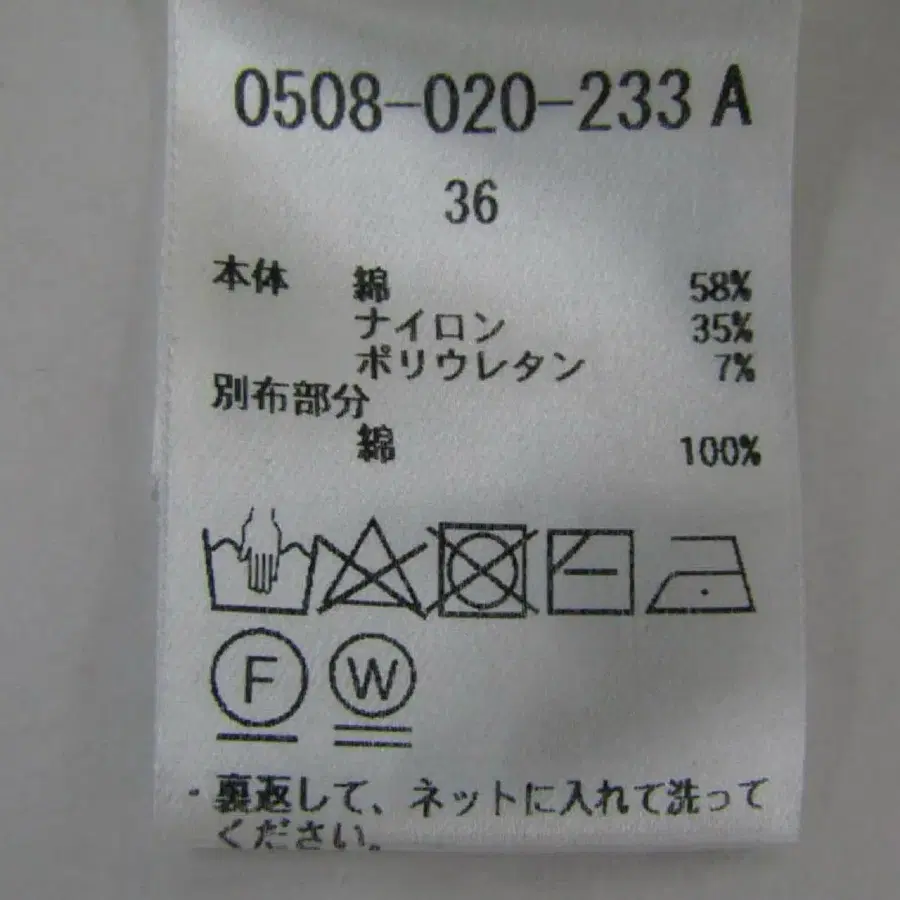 0508-020-233 A
36
本体 綿 58%
ナイロン 35%
ポリウレタン 7%
別布部分
綿 100%
F
W
・裏返して、ネットに入れて洗って
ください。